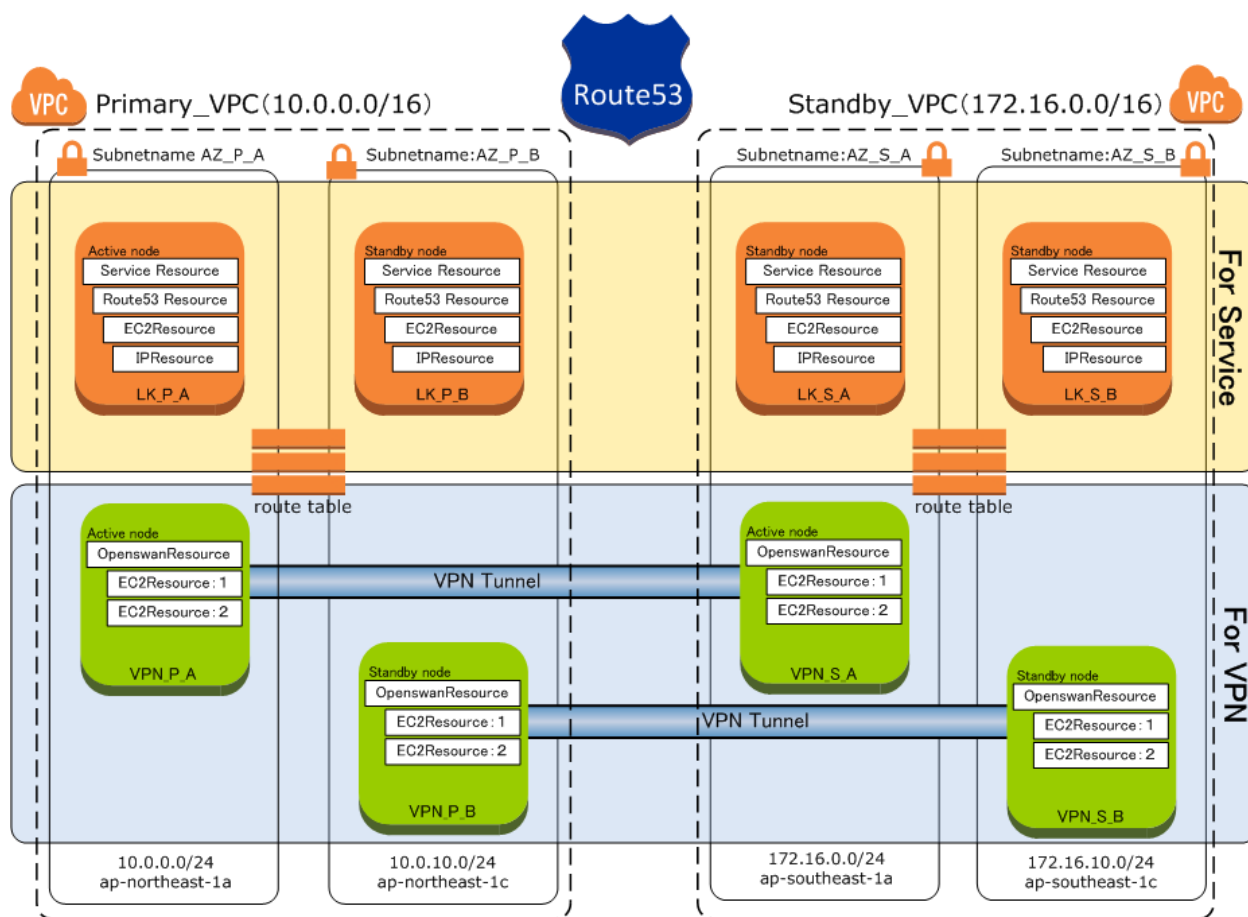 Route53
VPC
Primary_VPC(10.0.0.0/16)
Standby_VPC(172.16.0.0/16)
VPC
Subnetname AZ_P_A
Subnetname:AZ_P_B
Subnetname:AZ_S_A
Subnetname:AZ_S_B
For Service
Active node
Service Resource
Route53 Resource
EC2Resource
IPResource
LK_P_A
Standby node
Service Resource
Route53 Resource
EC2Resource
IPResource
LK_P_B
Standby node
Service Resource
Route53 Resource
EC2Resource
IPResource
LK_S_A
Standby node
Service Resource
Route53 Resource
EC2Resource
IPResource
LK_S_B
route table
route table
For VPN
Active node
OpenswanResource
EC2Resource:1
EC2Resource:2
VPN_P_A
VPN Tunnel
Active node
OpenswanResource
EC2Resource:1
EC2Resource:2
VPN_S_A
Standby node
OpenswanResource
EC2Resource:1
EC2Resource:2
VPN_P_B
VPN Tunnel
Standby node
OpenswanResource
EC2Resource:1
EC2Resource:2
VPN_S_B
10.0.0.0/24
ap-northeast-1a
10.0.10.0/24
ap-northeast-1c
172.16.0.0/24
ap-southeast-1a
172.16.10.0/24
ap-southeast-1c